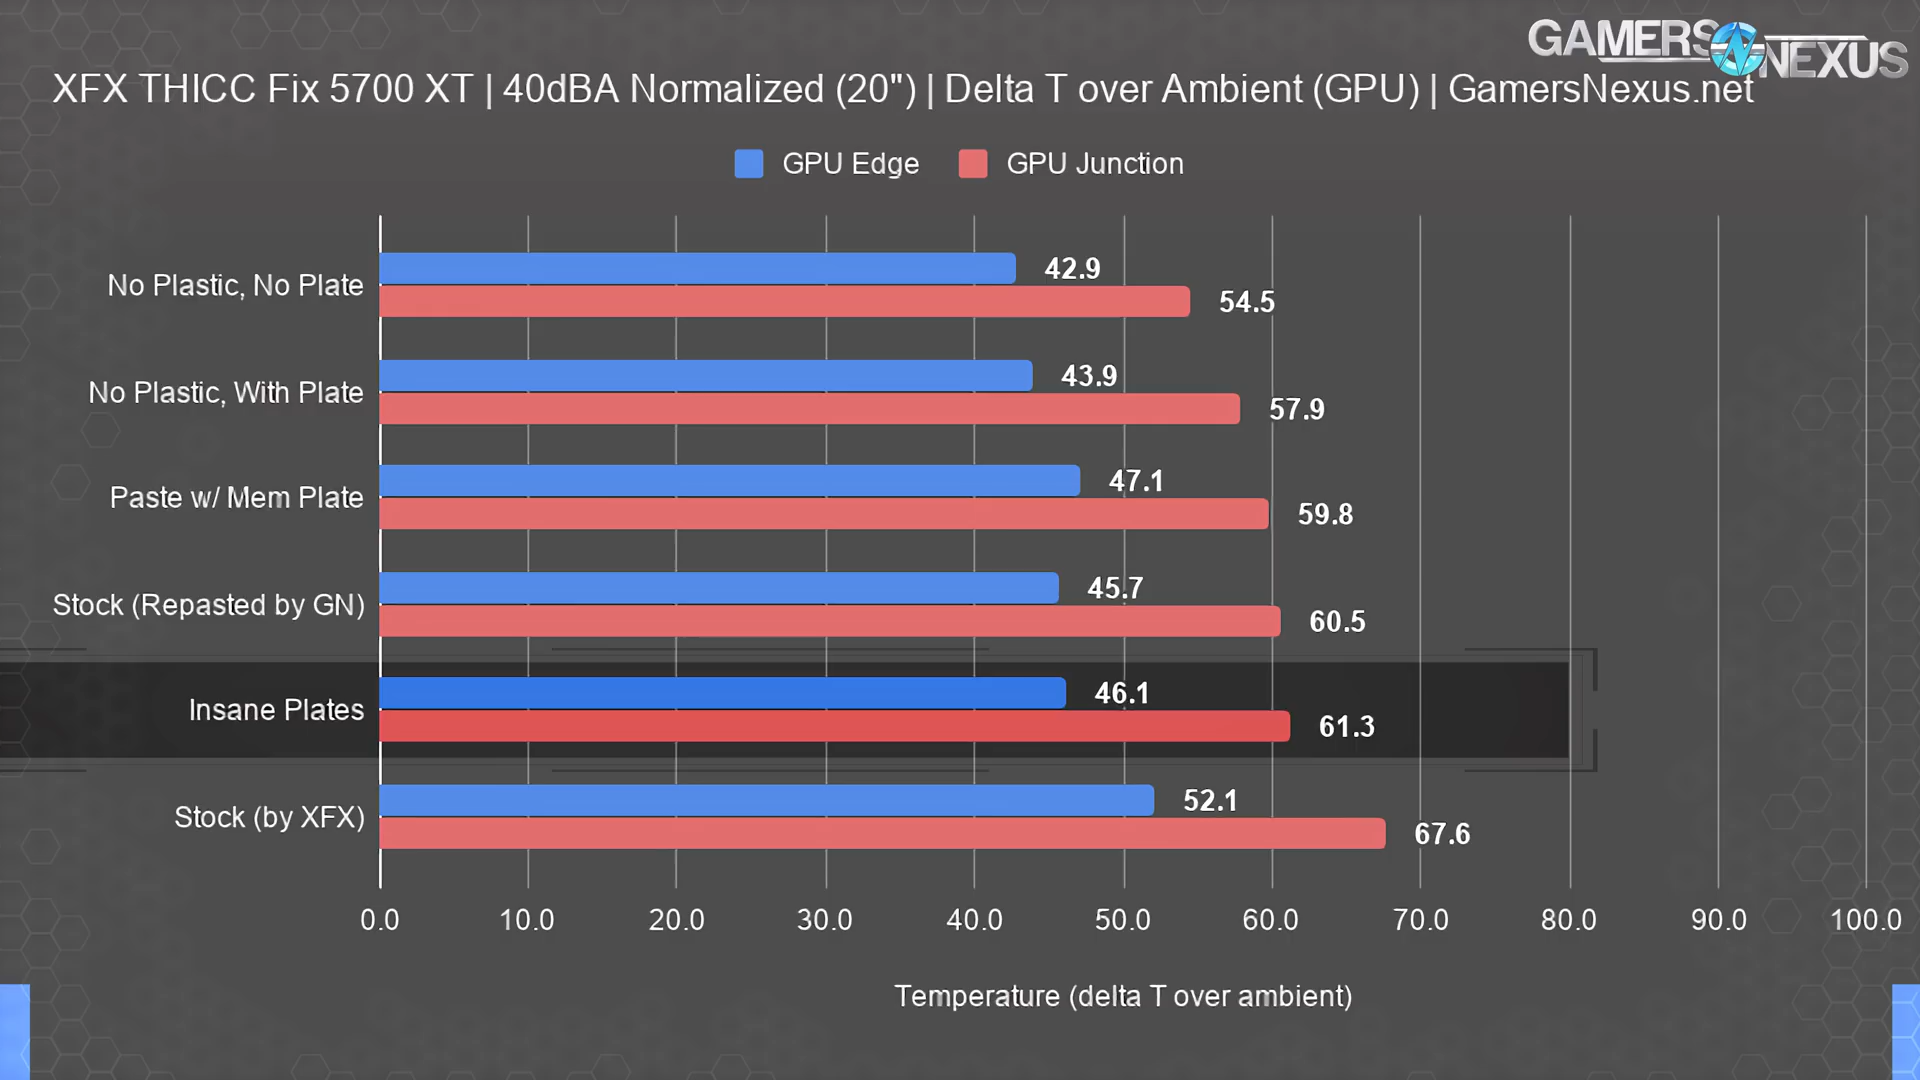 GAMERS NEXUS
XFX THICC Fix 5700 XT | 40dBA Normalized (20") | Delta T over Ambient (GPU) | GamersNexus.net
GPU Edge GPU Junction
No Plastic, No Plate 42.9 54.5
No Plastic, With Plate 43.9 57.9
Paste w/ Mem Plate 47.1 59.8
Stock (Repasted by GN) 45.7 60.5
Insane Plates 46.1 61.3
Stock (by XFX) 52.1 67.6
0.0 10.0 20.0 30.0 40.0 50.0 60.0 70.0 80.0 90.0 100.0
Temperature (delta T over ambient)